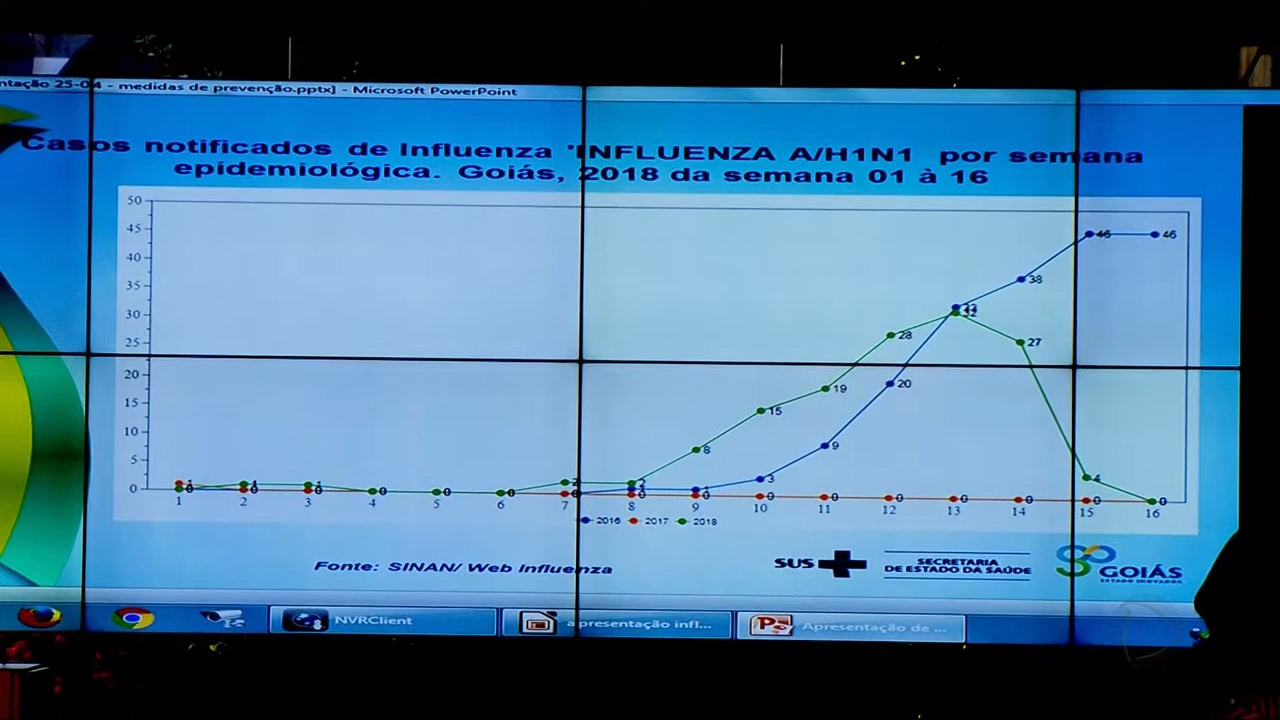 ntação 25-04 - medidas de prevenção.pptx] - Microsoft PowerPoint
Casos notificados de Influenza "INFLUENZA A/H1N1 por semana
epidemiológica. Goiás, 2018 da semana 01 à 16
50
45
40
35
30
25
20
15
10
5
0
46 46
38
32
28
27
20
19
15
9
8
3
4
1 2 3 4 5 6 7 8 9 10 11 12 13 14 15 16
2016 2017 2018
Fonte: SINAN/ Web Influenza
SUS
SECRETARIA
DE ESTADO DA SAÚDE
GOIÁS
ESTADO INOVADOR
NVRClient
apresentação infl...
Apresentação de ...